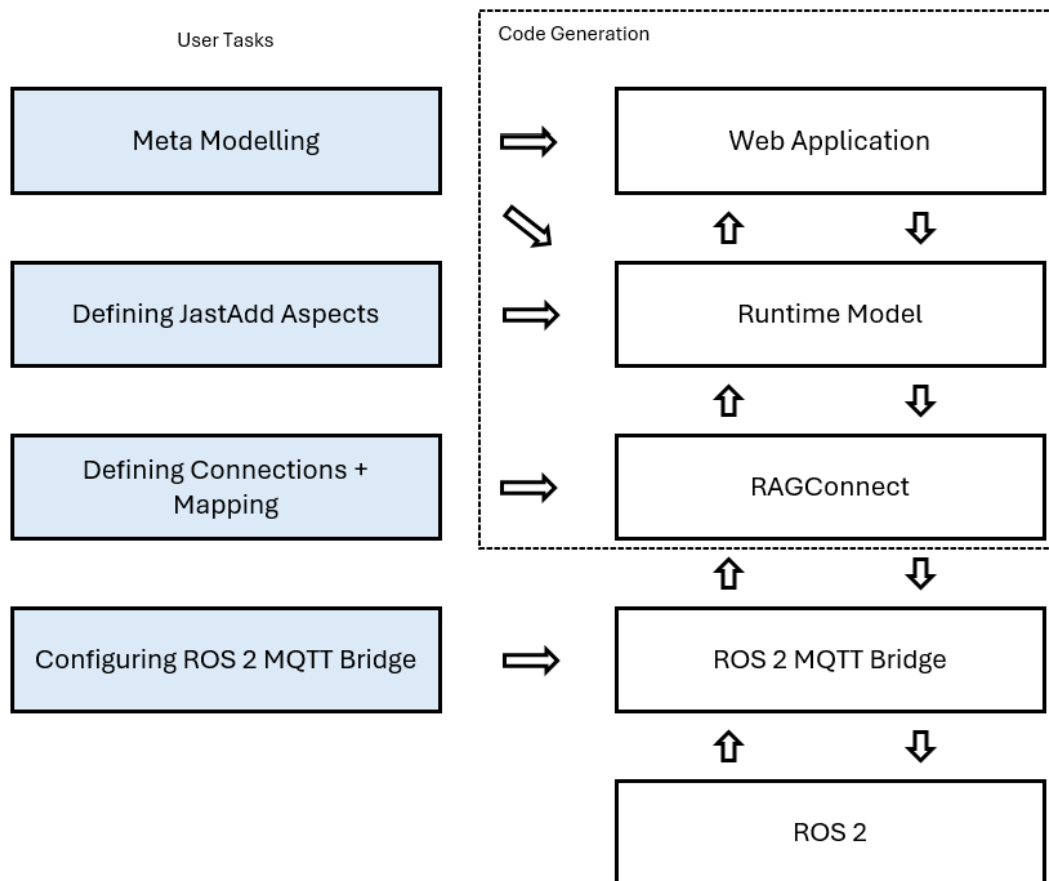 User Tasks
Code Generation
Meta Modelling
Web Application
Defining JastAdd Aspects
Runtime Model
Defining Connections +
Mapping
RAGConnect
Configuring ROS 2 MQTT Bridge
ROS 2 MQTT Bridge
ROS 2